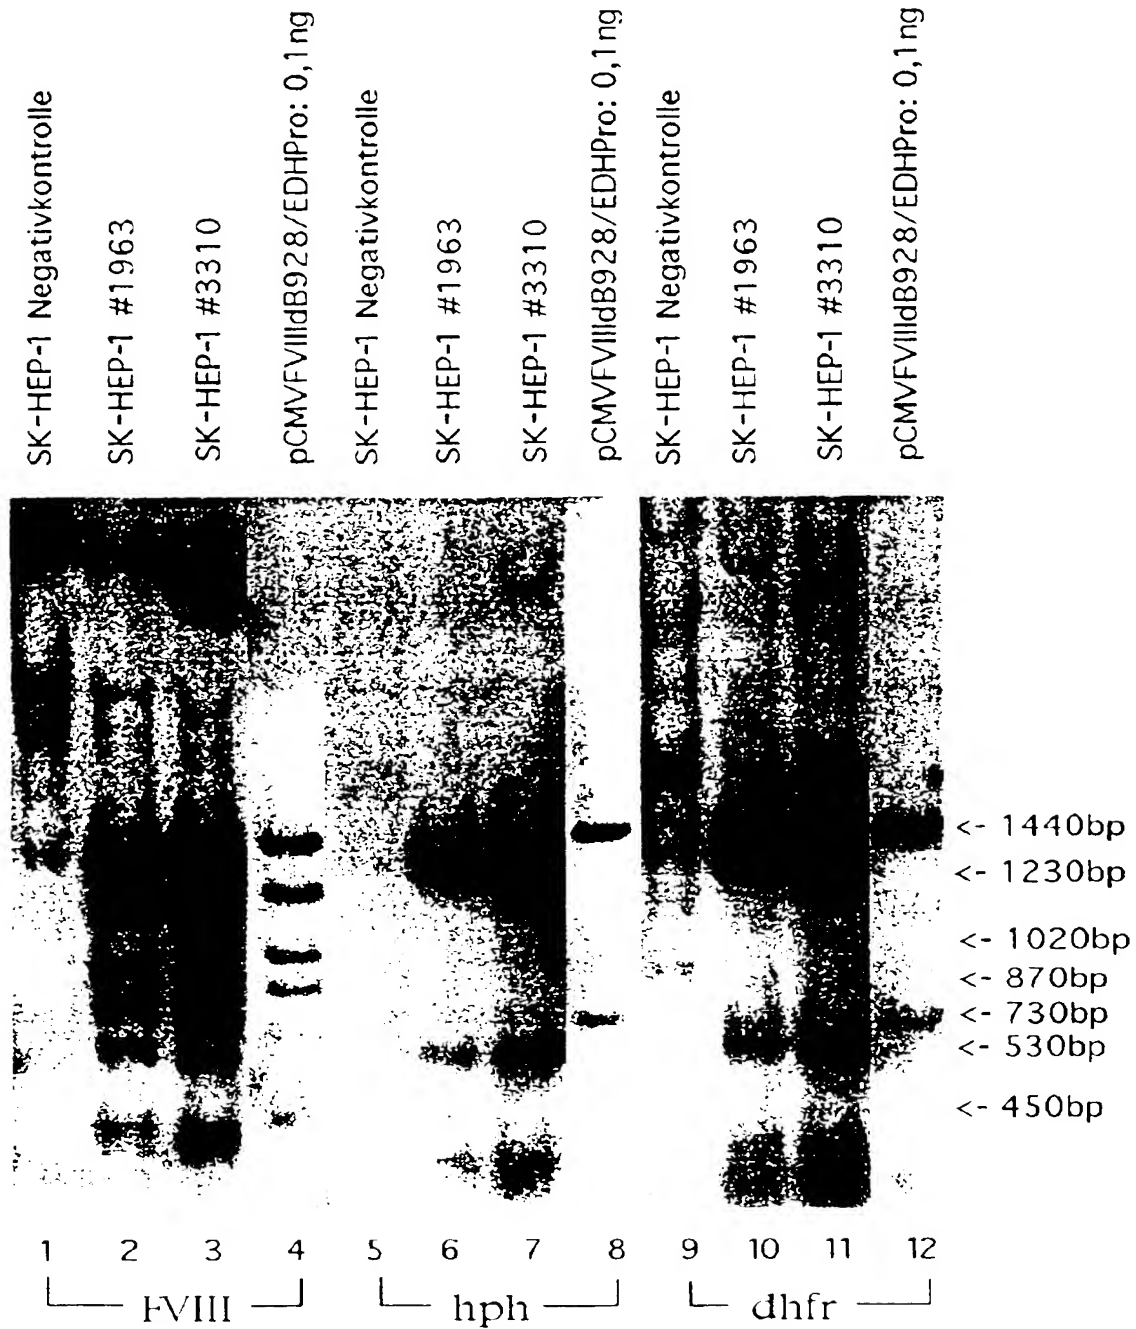 SK-HEP-1 Negativkontrolle
SK-HEP-1 #1963
SK-HEP-1 #3310
pCMVFVIIIdB928/EDHPro: 0,1ng
SK-HEP-1 Negativkontrolle
SK-HEP-1 #1963
SK-HEP-1 #3310
pCMVFVIIIdB928/EDHPro: 0,1ng
SK-HEP-1 Negativkontrolle
SK-HEP-1 #1963
SK-HEP-1 #3310
pCMVFVIIIdB928/EDHPro: 0,1ng
<- 1440bp
<- 1230bp
<- 1020bp
<- 870bp
<- 730bp
<- 530bp
<- 450bp
1 2 3 4 5 6 7 8 9 10 11 12
FVIII hph dhfr